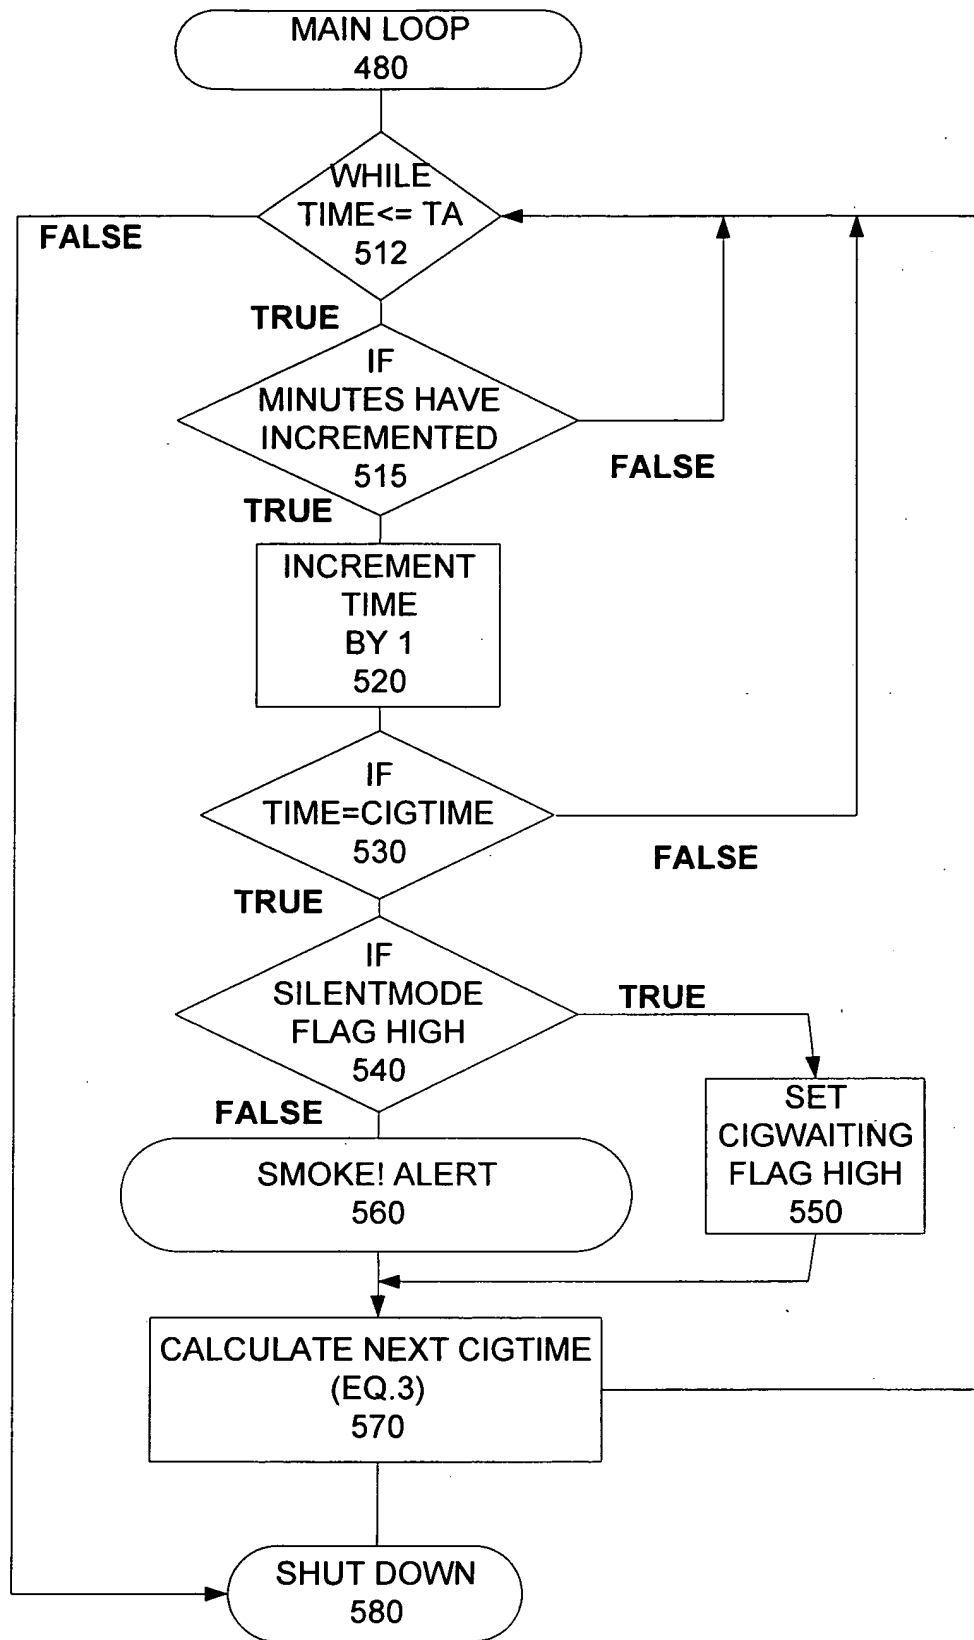 MAIN LOOP
480
WHILE
TIME<= TA
512
FALSE
TRUE
IF
MINUTES HAVE
INCREMENTED
515
FALSE
TRUE
INCREMENT
TIME
BY 1
520
IF
TIME=CIGTIME
530
FALSE
TRUE
IF
SILENTMODE
FLAG HIGH
540
TRUE
FALSE
SET
CIGWAITING
FLAG HIGH
550
SMOKE! ALERT
560
CALCULATE NEXT CIGTIME
(EQ.3)
570
SHUT DOWN
580